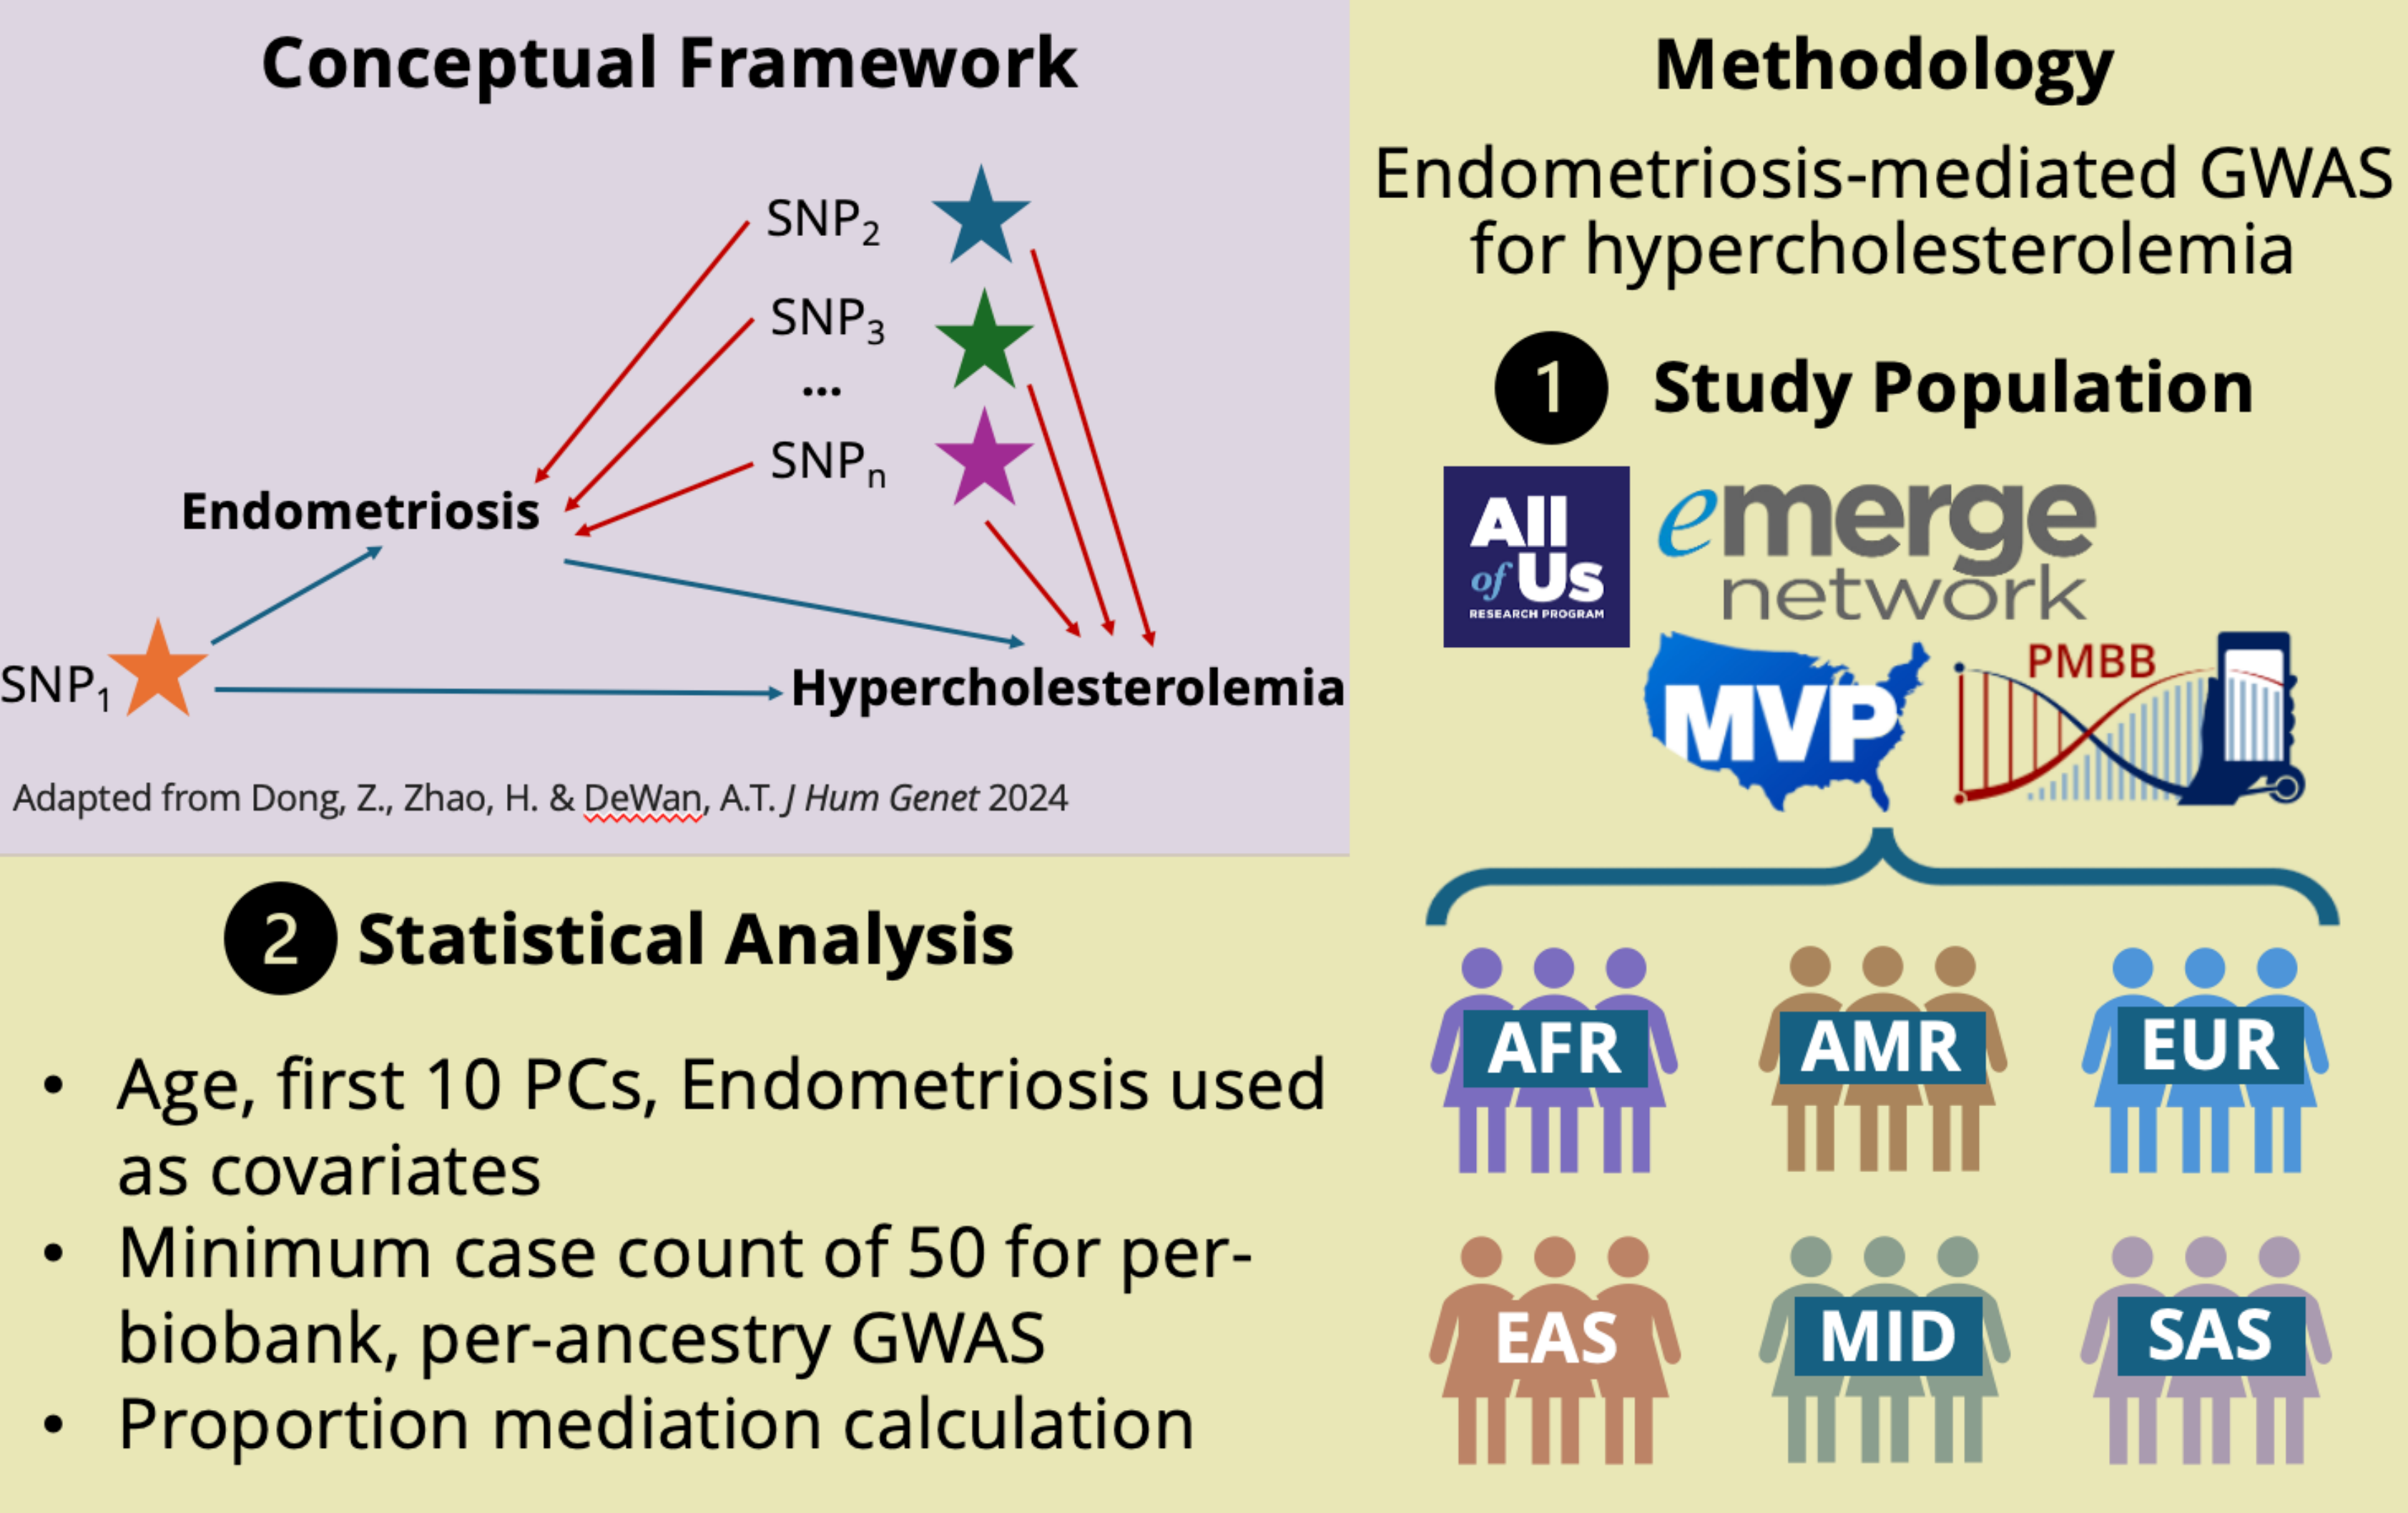 Conceptual Framework
SNP₂
SNP₃
...
SNPₙ
Endometriosis
SNP₁
Hypercholesterolemia
Adapted from Dong, Z., Zhao, H. & DeWan, A.T. J Hum Genet 2024
Methodology
Endometriosis-mediated GWAS
for hypercholesterolemia
1 Study Population
All
of Us
RESEARCH PROGRAM
emerge
network
MVP
PMBB
AFR
AMR
EUR
EAS
MID
SAS
2 Statistical Analysis
• Age, first 10 PCs, Endometriosis used
as covariates
• Minimum case count of 50 for per-
biobank, per-ancestry GWAS
• Proportion mediation calculation